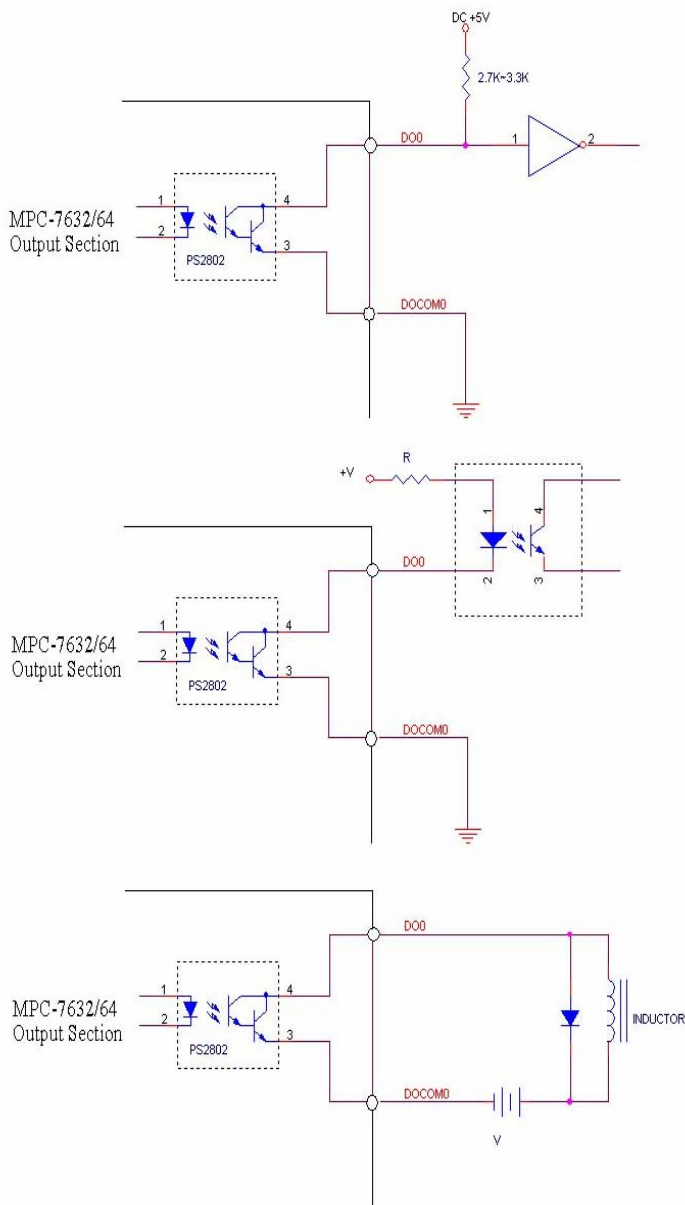 DC +5V
2.7K~3.3K
DO0
1
2
1
4
MPC-7632/64
2
Output Section
3
PS2802
DOCOM0
R
+V
1
4
DO0
2
3
1
4
MPC-7632/64
2
Output Section
3
PS2802
DOCOM0
DO0
1
4
MPC-7632/64
INDUCTOR
2
Output Section
3
PS2802
DOCOM0
V